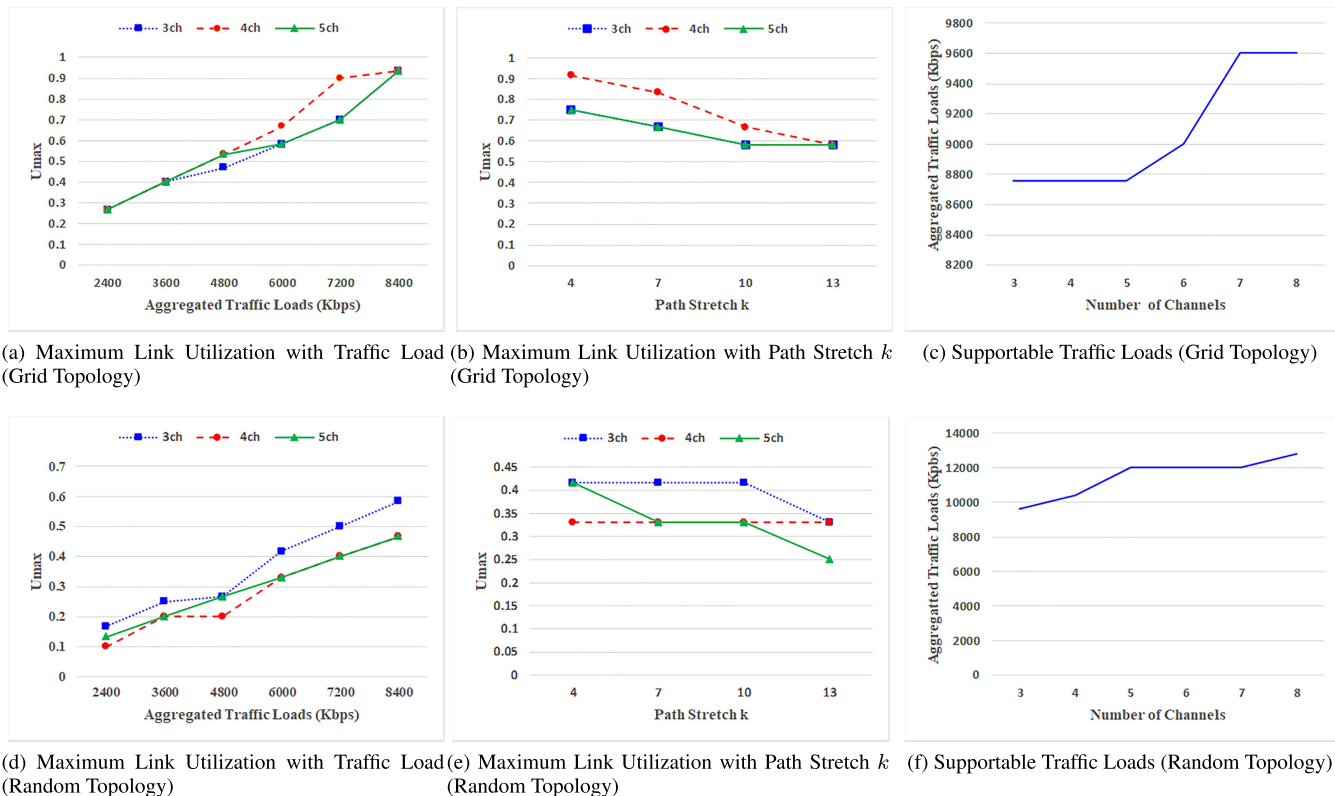 3ch 4ch 5ch
1
0.9
0.8
0.7
0.6
0.5
0.4
0.3
0.2
0.1
0
Umax
2400 3600 4800 6000 7200 8400
Aggregated Traffic Loads (Kbps)
(a) Maximum Link Utilization with Traffic Load
(Grid Topology)
3ch 4ch 5ch
1
0.9
0.8
0.7
0.6
0.5
0.4
0.3
0.2
0.1
0
Umax
4 7 10 13
Path Stretch k
(b) Maximum Link Utilization with Path Stretch k
(Grid Topology)
9800
9600
9400
9200
9000
8800
8600
8400
8200
Aggregated Traffic Loads (Kbps)
3 4 5 6 7 8
Number of Channels
(c) Supportable Traffic Loads (Grid Topology)
3ch 4ch 5ch
0.7
0.6
0.5
0.4
0.3
0.2
0.1
0
Umax
2400 3600 4800 6000 7200 8400
Aggregated Traffic Loads (Kbps)
(d) Maximum Link Utilization with Traffic Load
(Random Topology)
3ch 4ch 5ch
0.45
0.4
0.35
0.3
0.25
0.2
0.15
0.1
0.05
0
Umax
4 7 10 13
Path Stretch k
(e) Maximum Link Utilization with Path Stretch k
(Random Topology)
14000
12000
10000
8000
6000
4000
2000
0
Aggregatted Traffic Loads (Kpbs)
3 4 5 6 7 8
Number of Channels
(f) Supportable Traffic Loads (Random Topology)